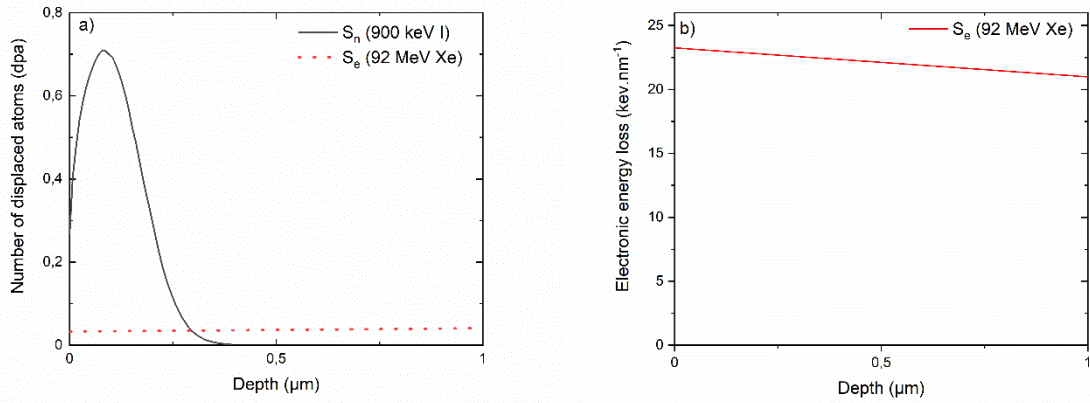 a)
Sn (900 keV I)
Se (92 MeV Xe)
Number of displaced atoms (dpa)
0,8
0,6
0,4
0,2
0,0
0
0,5
1
Depth (µm)
b)
Se (92 MeV Xe)
Electronic energy loss (kev.nm-1)
25
20
15
10
5
0
0
0,5
1
Depth (µm)